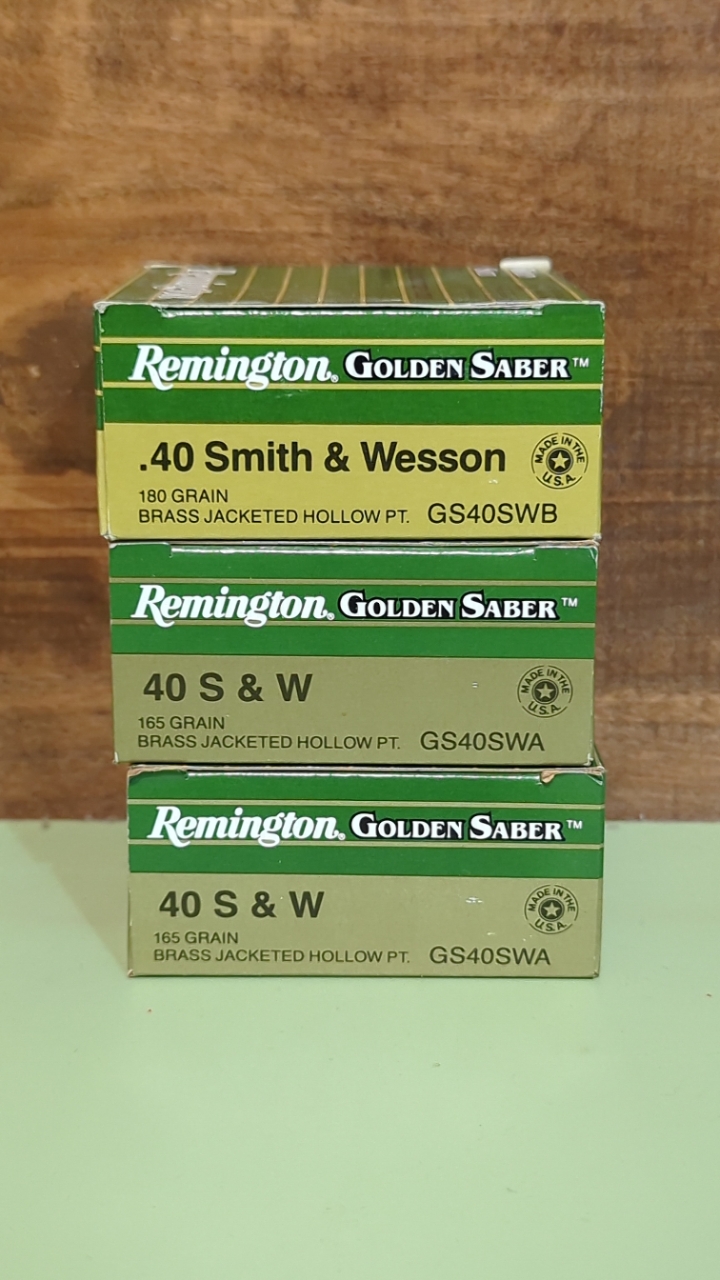 Remington® GOLDEN SABER™
.40 Smith & Wesson
MADE IN THE U.S.A.
180 GRAIN
BRASS JACKETED HOLLOW PT. GS40SWB
Remington® GOLDEN SABER™
40 S & W
MADE IN THE U.S.A.
165 GRAIN
BRASS JACKETED HOLLOW PT. GS40SWA
Remington® GOLDEN SABER™
40 S & W
MADE IN THE U.S.A.
165 GRAIN
BRASS JACKETED HOLLOW PT. GS40SWA